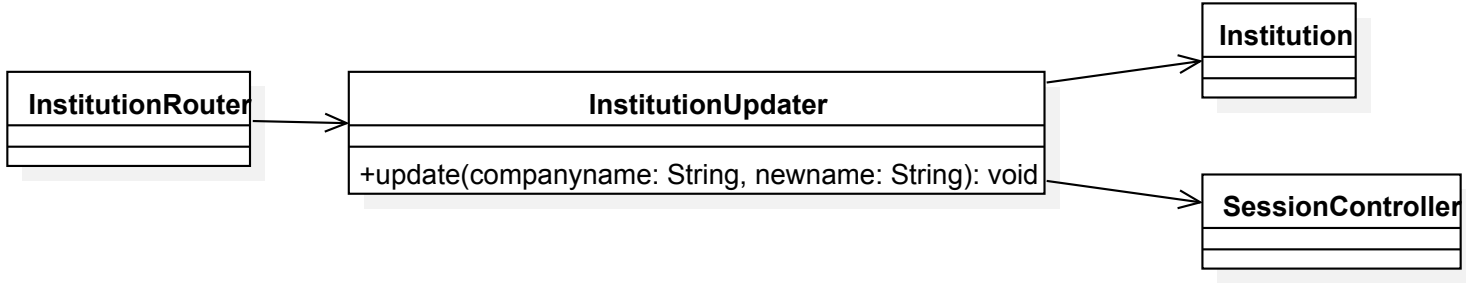 Institution
InstitutionRouter
InstitutionUpdater
+update(companyname: String, newname: String): void
SessionController